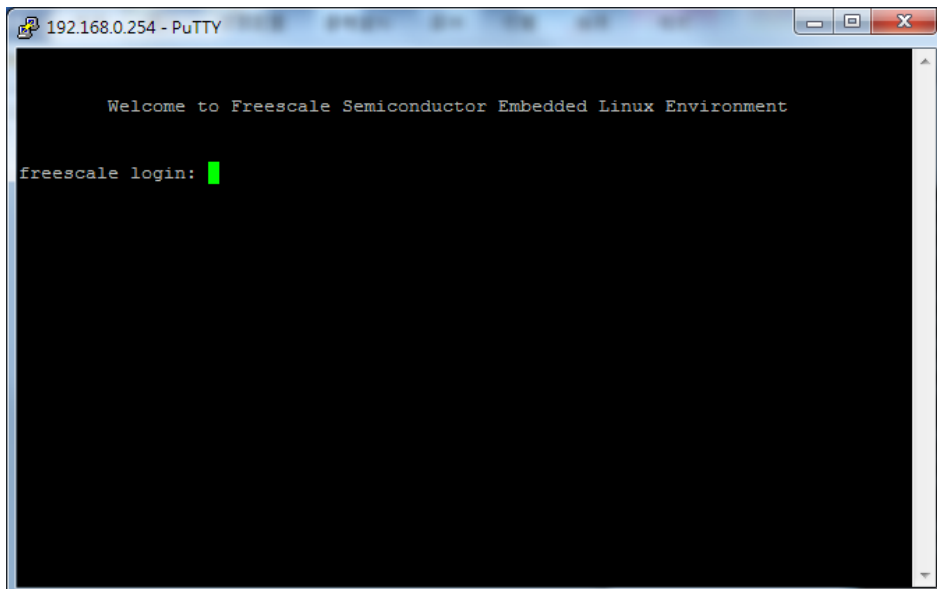 192.168.0.254 - PuTTY
Welcome to Freescale Semiconductor Embedded Linux Environment
freescale login: